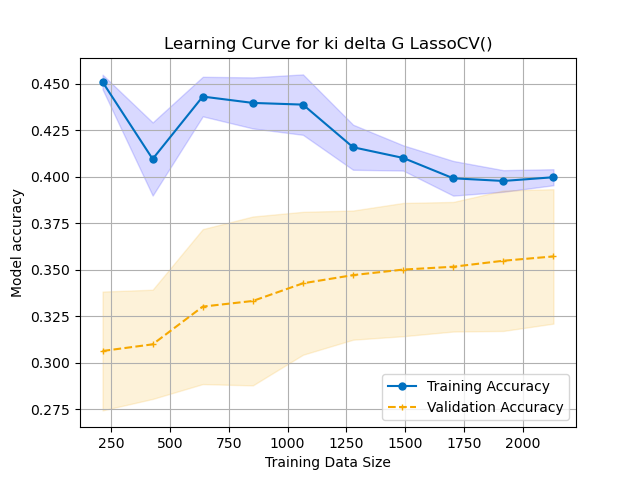 Learning Curve for ki delta G LassoCV()
Model accuracy
0.450
0.425
0.400
0.375
0.350
0.325
0.300
0.275
Training Accuracy
Validation Accuracy
250 500 750 1000 1250 1500 1750 2000
Training Data Size